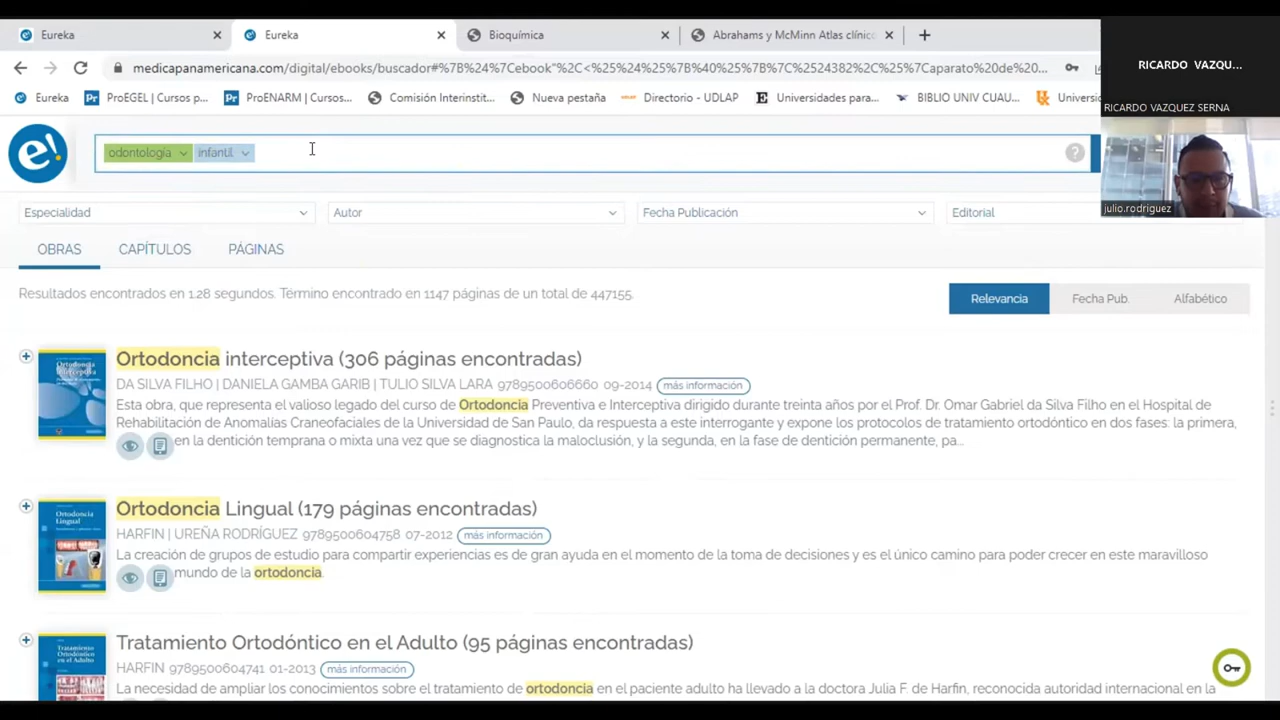 Eureka
Eureka
Bioquímica
Abrahams y McMinn Atlas clínic
medicapanamericana.com/digital/ebooks/buscador#%7B%24%7Cebook"%2C<%25%24%25%7B%40%25%7B%7C%2524382%2C%25%7Caparato %20de%20...
Eureka
ProEGEL | Cursos p...
ProENARM | Cursos...
Comisión Interinstit...
Nueva pestaña
Directorio - UDLAP
Universidades para...
BIBLIO UNIV CUAU...
Universi
RICARDO VAZQU...
RICARDO VAZQUEZ SERNA
julio.rodriguez
e!
odontología
infantil
?
Especialidad
Autor
Fecha Publicación
Editorial
OBRAS
CAPÍTULOS
PÁGINAS
Resultados encontrados en 1.28 segundos. Término encontrado en 1147 páginas de un total de 447155.
Relevancia
Fecha Pub.
Alfabético
Ortodoncia interceptiva (306 páginas encontradas)
DA SILVA FILHO | DANIELA GAMBA GARIB | TULIO SILVA LARA 9789500606660 09-2014 más información
Esta obra, que representa el valioso legado del curso de Ortodoncia Preventiva e Interceptiva dirigido durante treinta años por el Prof. Dr. Omar Gabriel da Silva Filho en el Hospital de
Rehabilitación de Anomalías Craneofaciales de la Universidad de San Paulo, da respuesta a este interrogante y expone los protocolos de tratamiento ortodóntico en dos fases: la primera,
en la dentición temprana o mixta una vez que se diagnostica la maloclusión, y la segunda, en la fase de dentición permanente, pa...
Ortodoncia
Interceptiva
Ortodoncia Lingual (179 páginas encontradas)
HARFIN | UREÑA RODRÍGUEZ 9789500604758 07-2012 más información
La creación de grupos de estudio para compartir experiencias es de gran ayuda en el momento de la toma de decisiones y es el único camino para poder crecer en este maravilloso
mundo de la ortodoncia.
Ortodoncia
Lingual
Tratamiento Ortodóntico en el Adulto (95 páginas encontradas)
HARFIN 9789500604741 01-2013 más información
La necesidad de ampliar los conocimientos sobre el tratamiento de ortodoncia en el paciente adulto ha llevado a la doctora Julia F. de Harfin, reconocida autoridad internacional en la
Tratamiento
Ortodóntico
en el Adulto